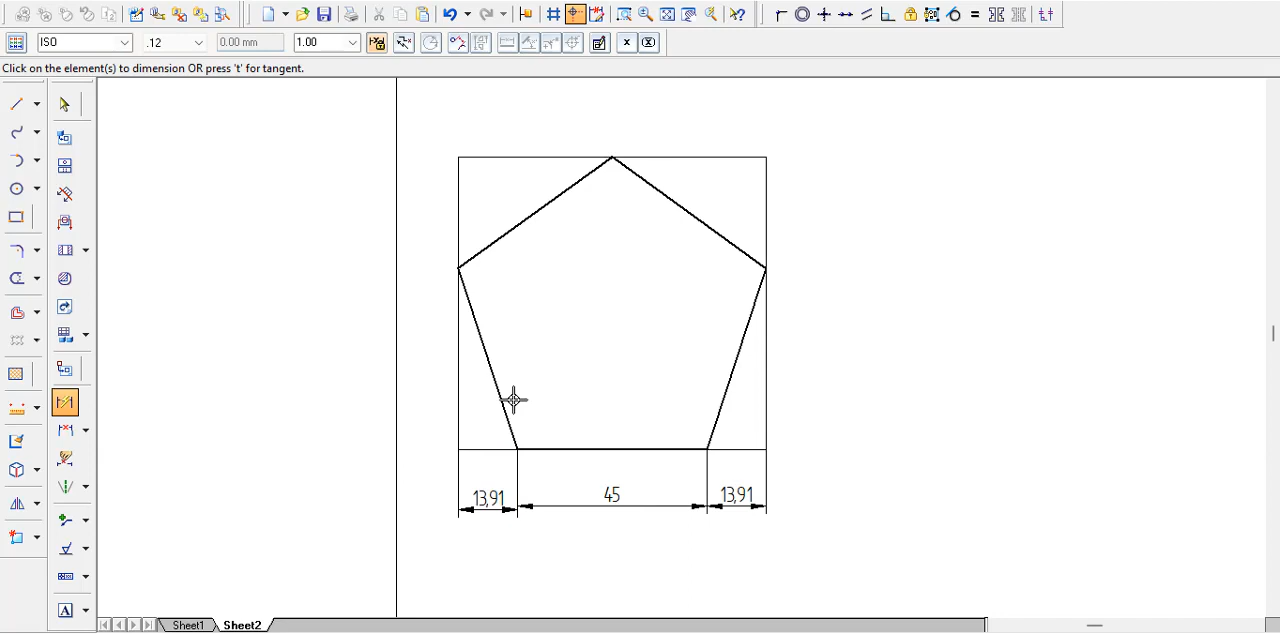 ISO .12 0.00 mm 1.00
Click on the element(s) to dimension OR press 't' for tangent.
13,91 45 13,91
Sheet1 Sheet2